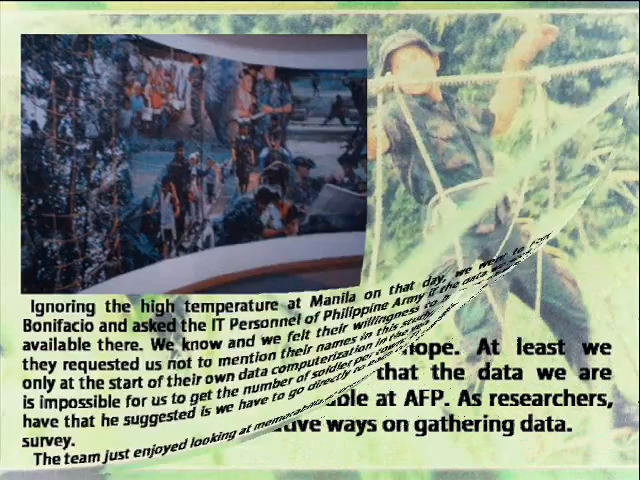 Ignoring the high temperature at Manila on that day, we went to
Bonifacio and asked the IT Personnel of Philippine Army if the data
available there. We know and we felt their willingness to
they requested us not to mention their names in this study
only at the start of their own data computerization in the
is impossible for us to get the number of soldier per
have that he suggested is we have to go directly to
survey.
The team just enjoyed looking at memorabilia
hope. At least we
that the data we are
at AFP. As researchers,
ways on gathering data.